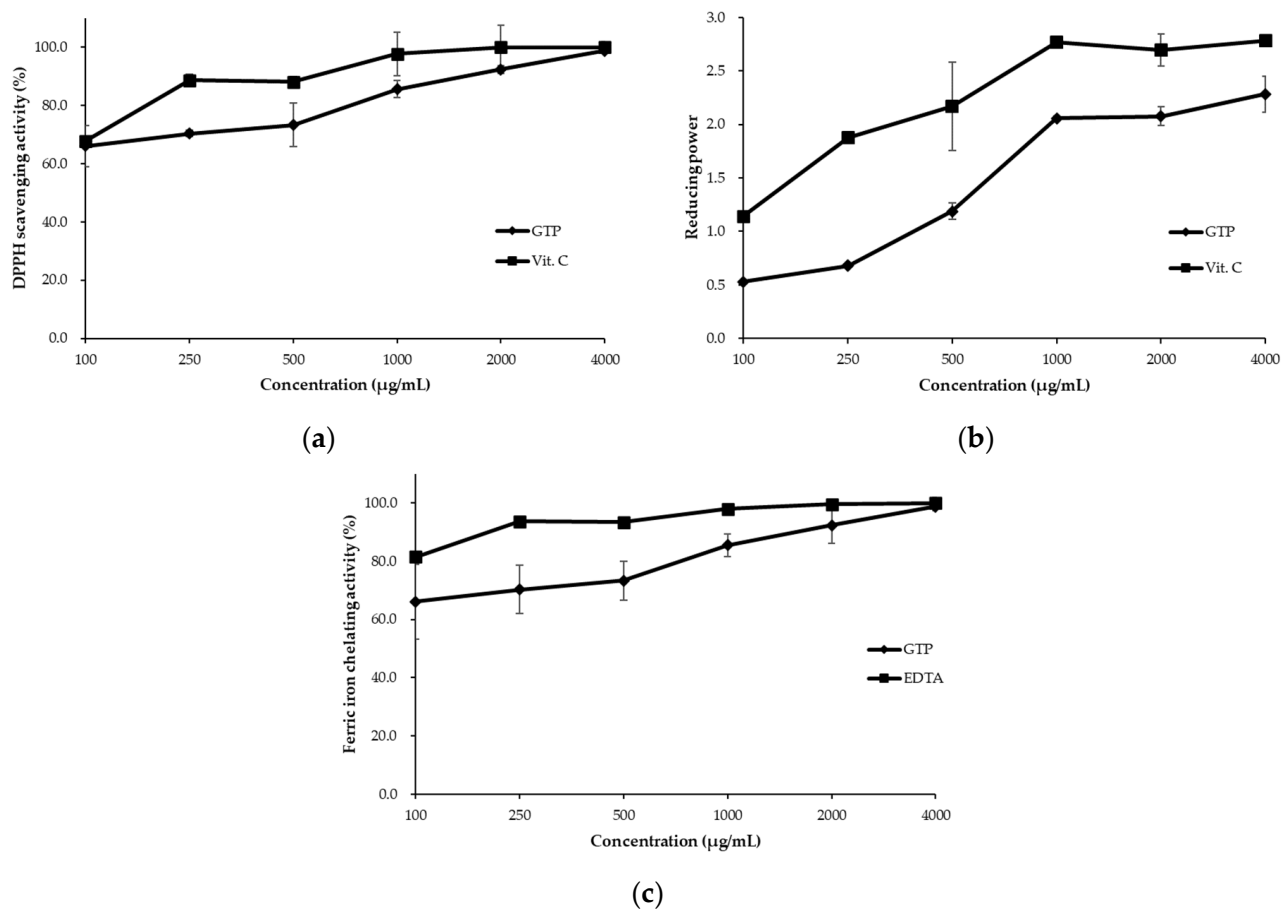 100.0
80.0
60.0
40.0
20.0
0.0
DPPH scavenging activity (%)
GTP
Vit. C
100 250 500 1000 2000 4000
Concentration (μg/mL)
(a)
3.0
2.5
2.0
1.5
1.0
0.5
0.0
Reducing power
GTP
Vit. C
100 250 500 1000 2000 4000
Concentration (μg/mL)
(b)
100.0
80.0
60.0
40.0
20.0
0.0
Ferric iron chelating activity (%)
GTP
EDTA
100 250 500 1000 2000 4000
Concentration (μg/mL)
(c)